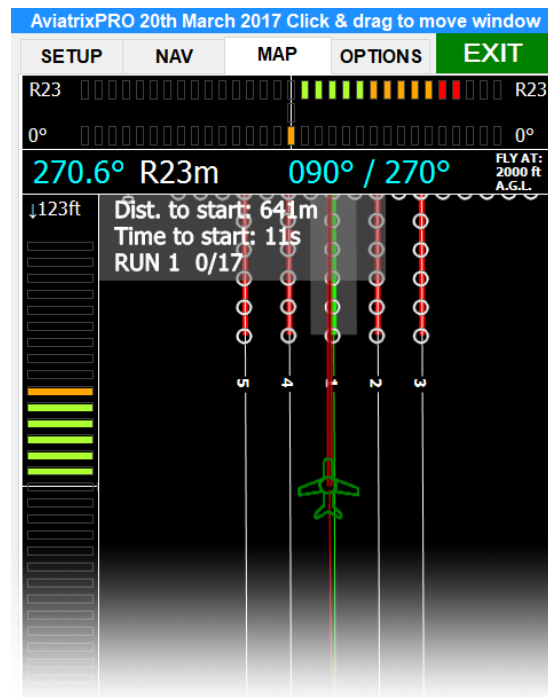 AviatrixPRO 20th March 2017 Click & drag to move window
SETUP NAV MAP OPTIONS EXIT
R23 R23
0° 0°
270.6° R23m 090° / 270° FLY AT:
2000 ft
A.G.L.
↓123ft
Dist. to start: 641m
Time to start: 11s
RUN 1 0/17
5 4 1 2 3